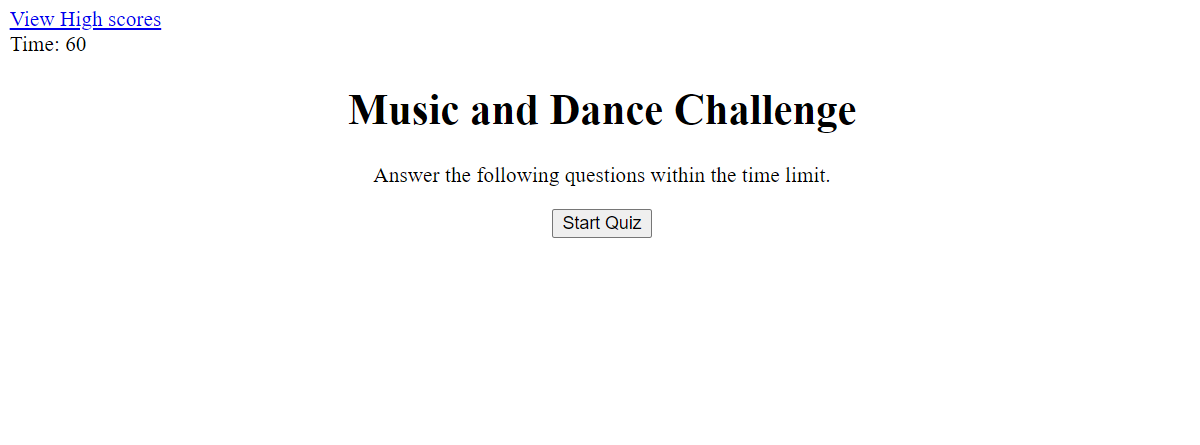 View High scores
Time: 60
Music and Dance Challenge
Answer the following questions within the time limit.
Start Quiz